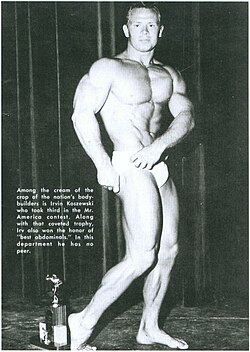 Among the cream of the
crop of the nation's body-
builders is Irvin Koszewski
who took third in the Mr.
America contest. Along
with that coveted trophy,
Irv also won the honor of
"best abdominals." In this
department he has no
peer.